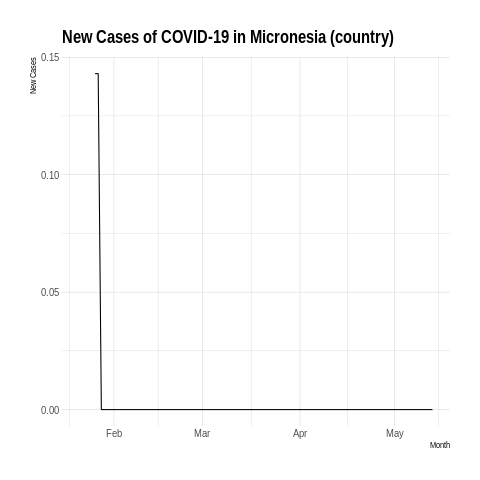 New Cases of COVID-19 in Micronesia (country)
New Cases
0.15
0.10
0.05
0.00
Feb Mar Apr May
Month